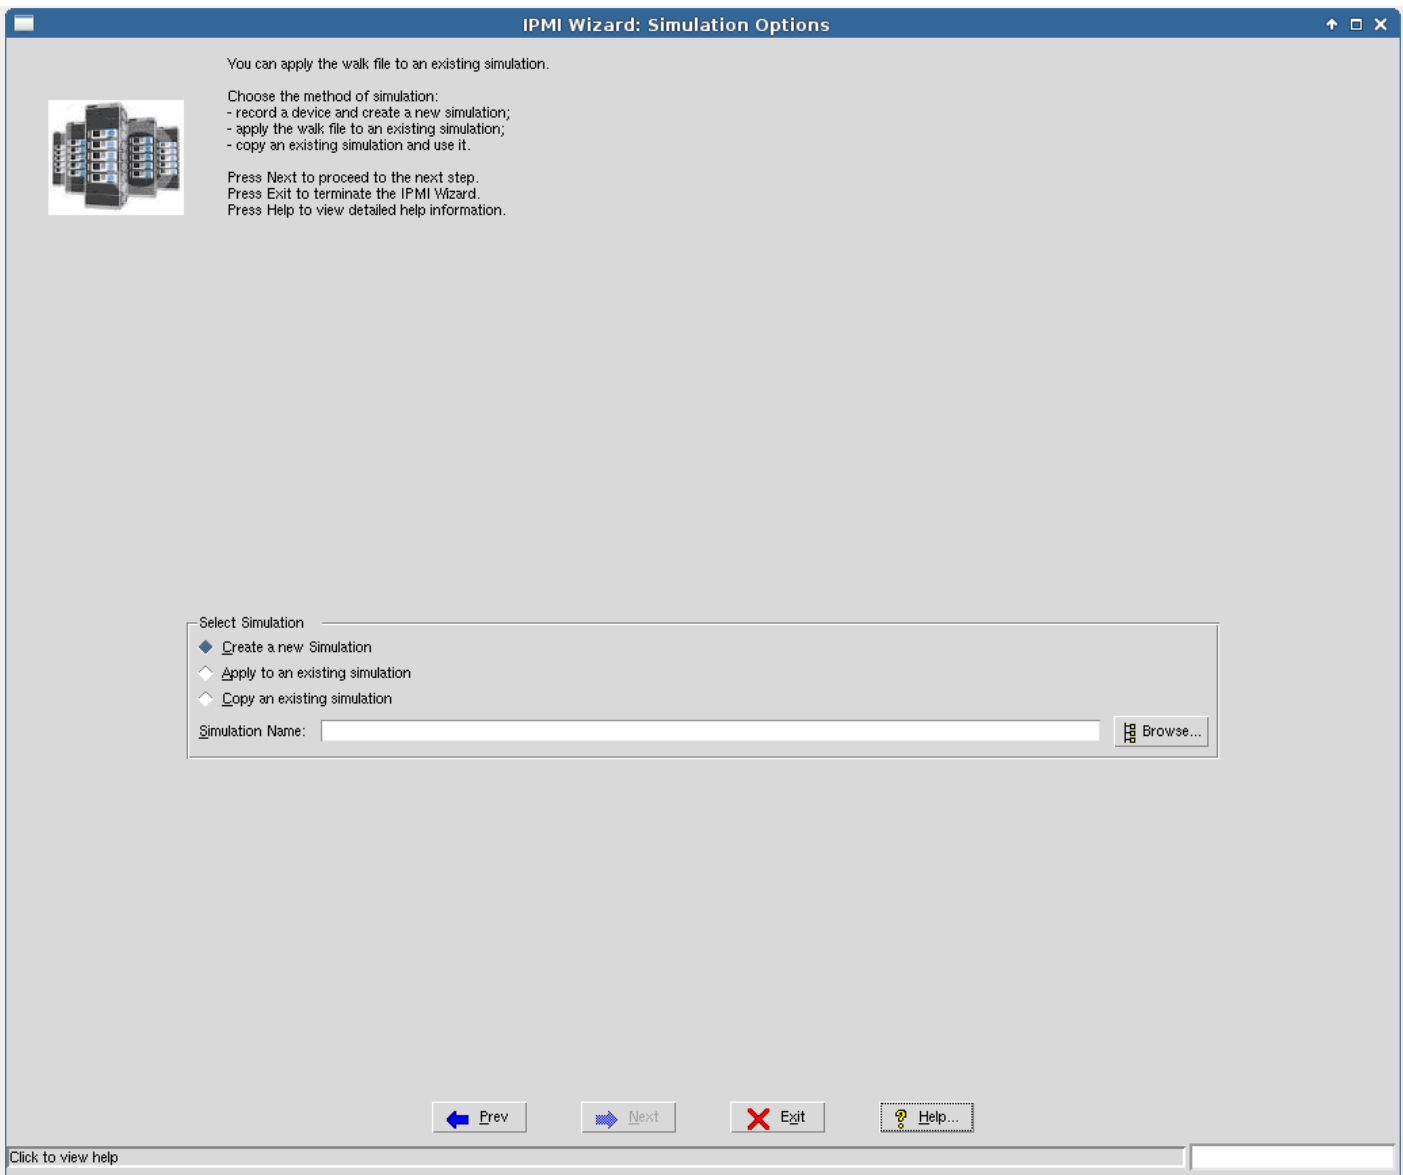 IPMI Wizard: Simulation Options
You can apply the walk file to an existing simulation.
Choose the method of simulation:
- record a device and create a new simulation;
- apply the walk file to an existing simulation;
- copy an existing simulation and use it.
Press Next to proceed to the next step.
Press Exit to terminate the IPMI Wizard.
Press Help to view detailed help information.
Select Simulation
Create a new Simulation
Apply to an existing simulation
Copy an existing simulation
Simulation Name: Browse...
Prev Next Exit Help...
Click to view help